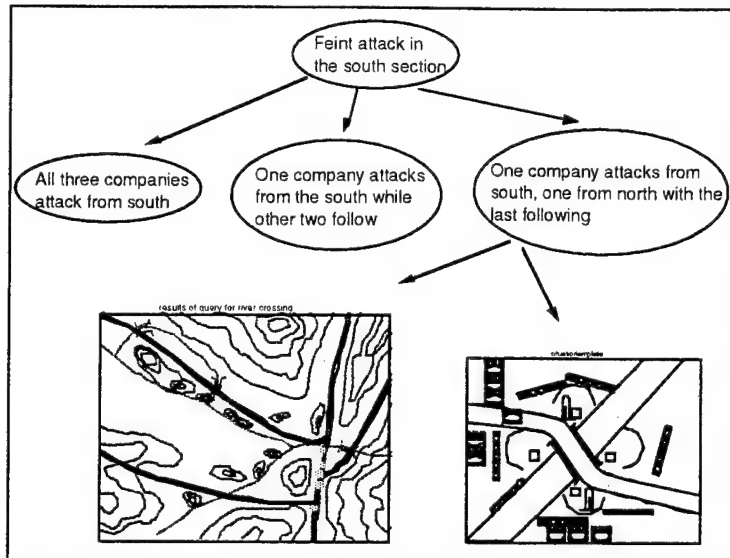 Feint attack in
the south section
All three companies
attack from south
One company attacks
from the south while
other two follow
One company attacks from
south, one from north with the
last following
results of query for river crossing